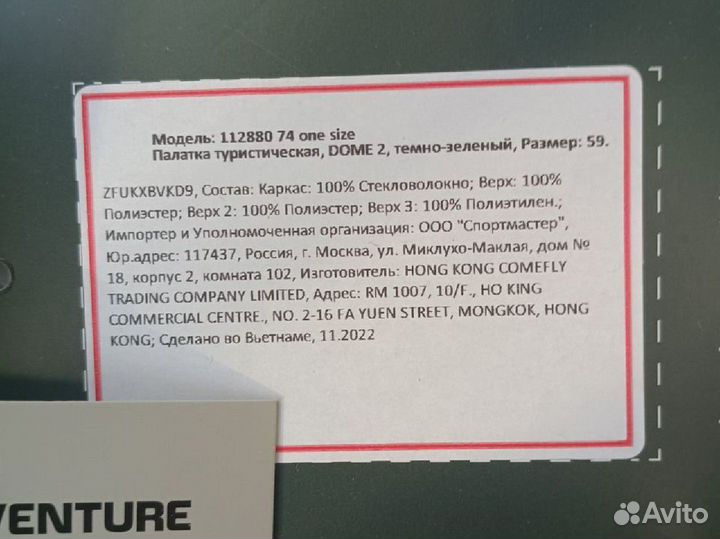 Модель: 112880 74 one size
Палатка туристическая, DOME 2, темно-зеленый, Размер: 59.
ZFUKXBVKD9, Состав: Каркас: 100% Стекловолокно; Верх: 100%
Полиэстер; Верх 2: 100% Полиэстер; Верх 3: 100% Полиэтилен.;
Импортер и Уполномоченная организация: ООО "Спортмастер",
Юр.адрес: 117437, Россия, г. Москва, ул. Миклухо-Маклая, дом №
18, корпус 2, комната 102, Изготовитель: HONG KONG COMEFLY
TRADING COMPANY LIMITED, Адрес: RM 1007, 10/F., HO KING
COMMERCIAL CENTRE., NO. 2-16 FA YUEN STREET, MONGKOK, HONG
KONG; Сделано во Вьетнаме, 11.2022
VENTURE
Avito